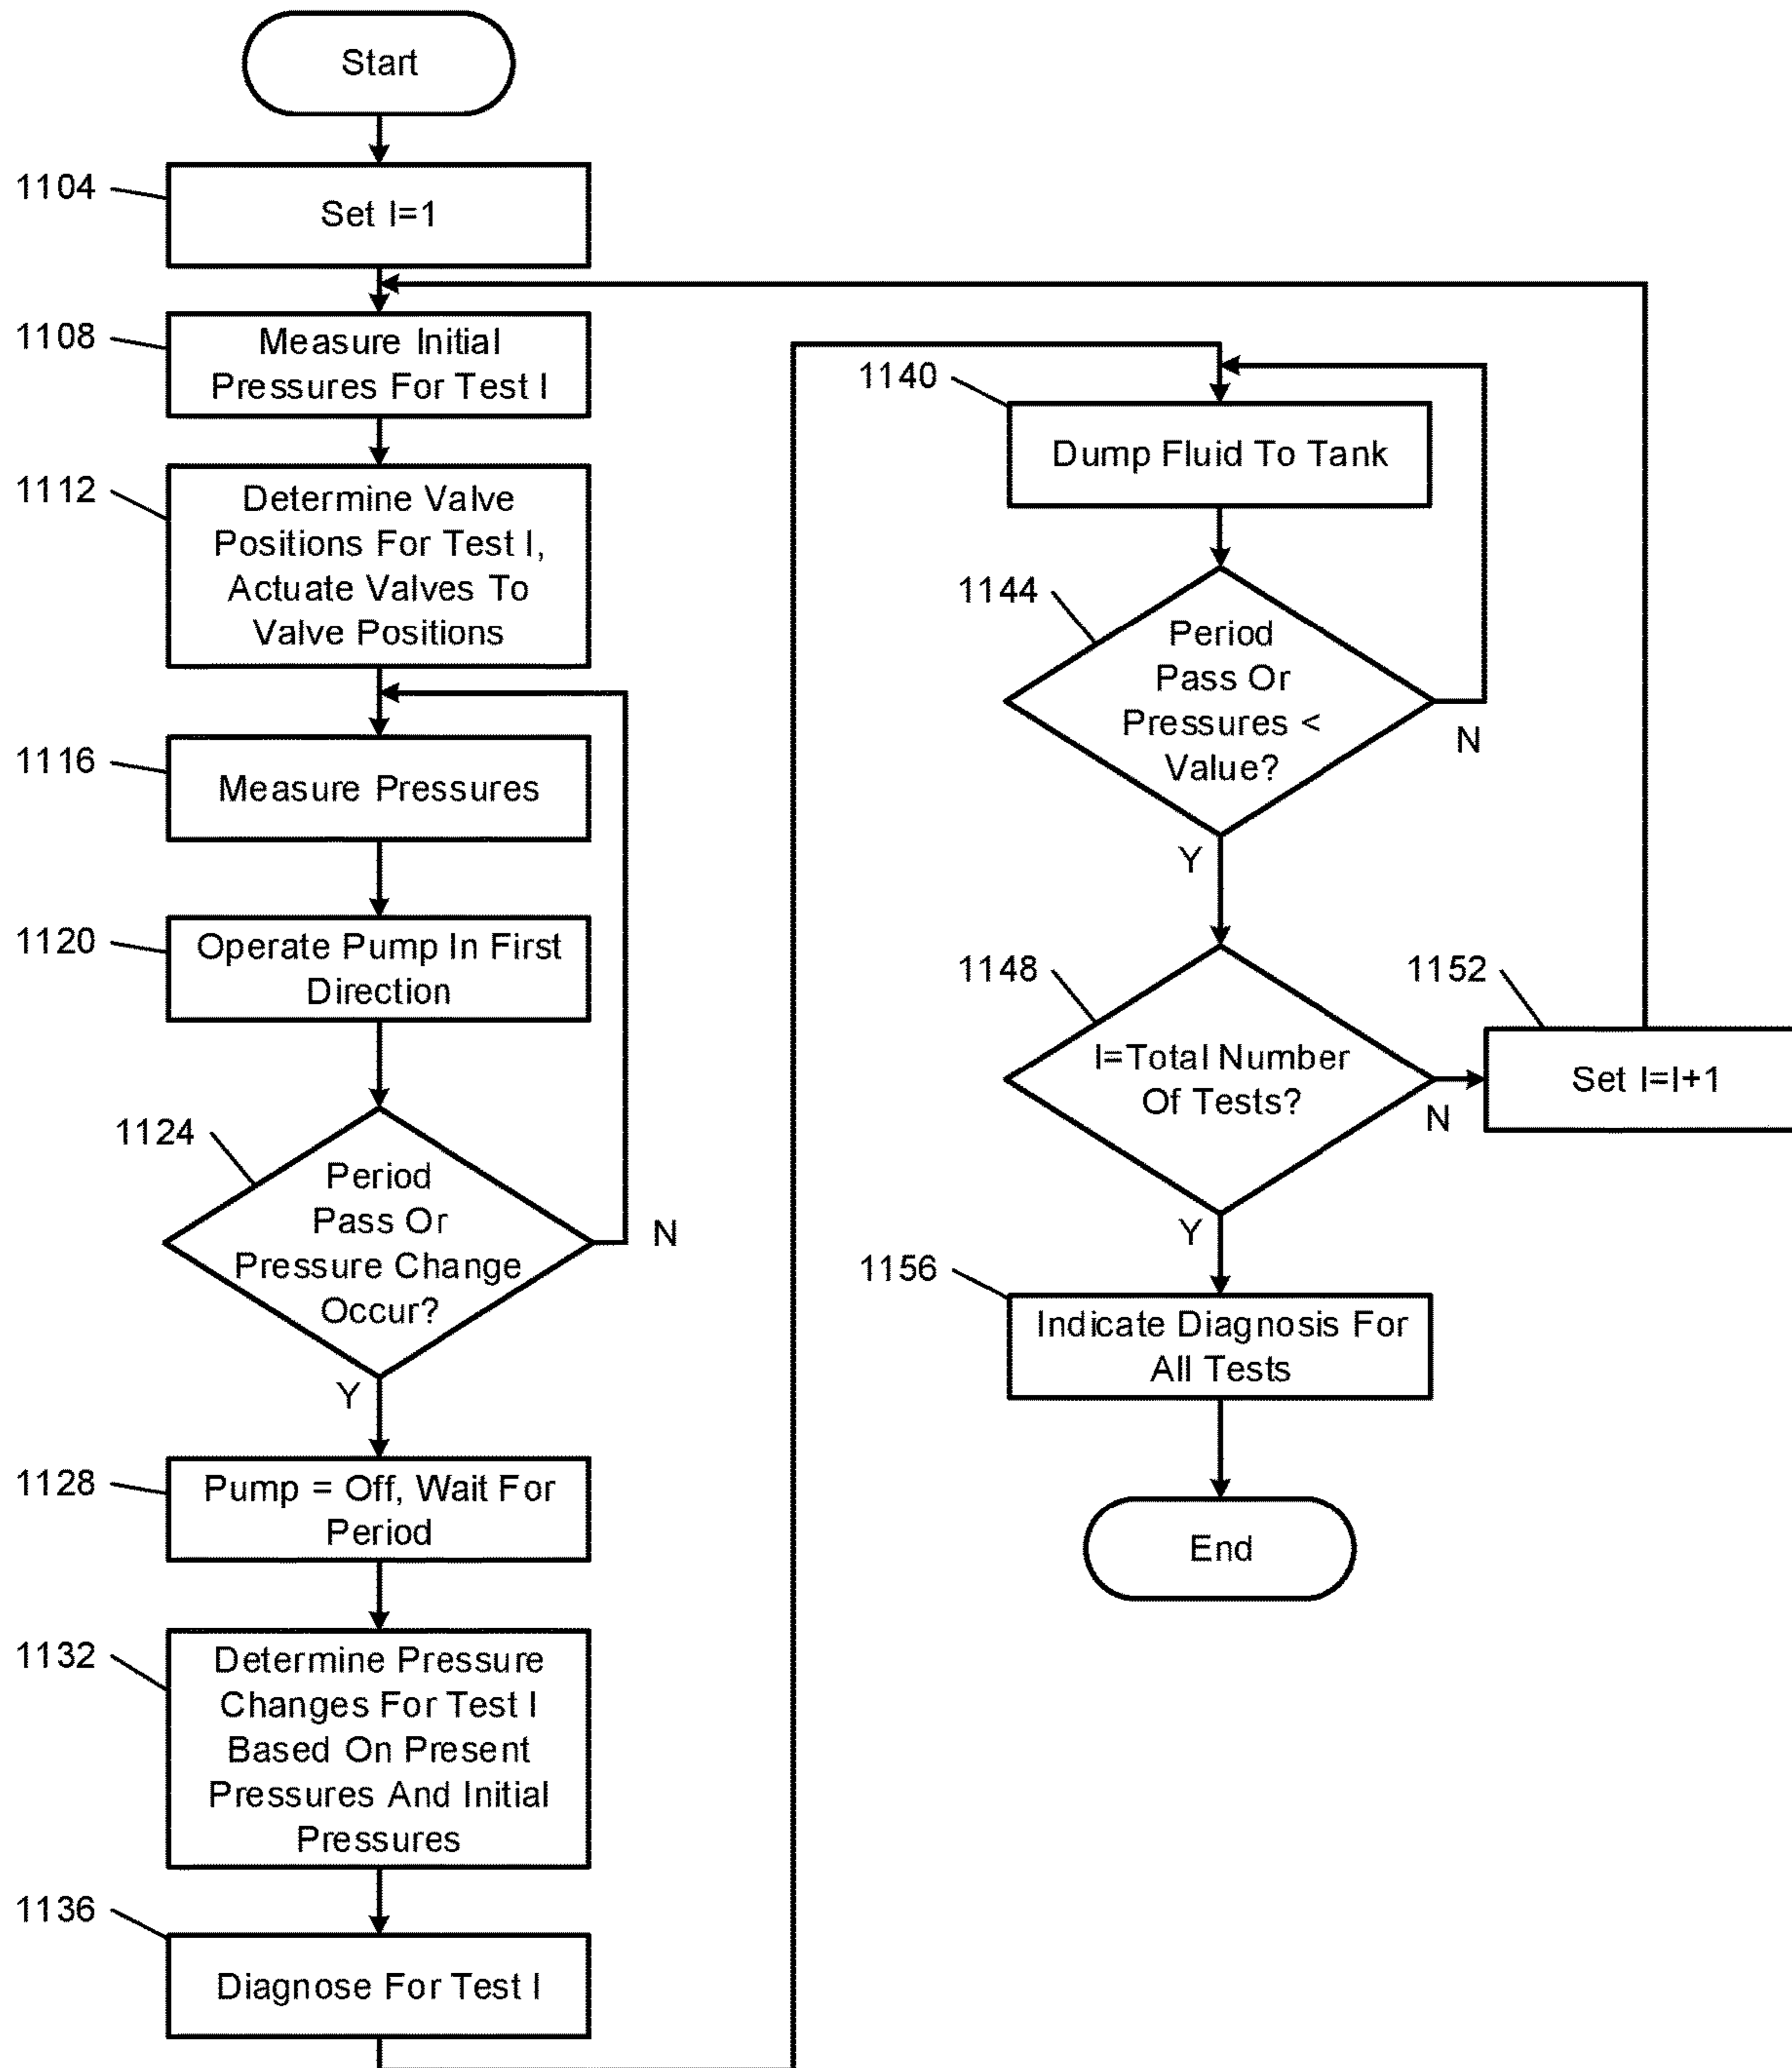 Start
1104
Set I=1
1108
Measure Initial
Pressures For Test I
1112
Determine Valve
Positions For Test I,
Actuate Valves To
Valve Positions
1116
Measure Pressures
1120
Operate Pump In First
Direction
1124
Period
Pass Or
Pressure Change
Occur?
N
Y
1128
Pump = Off, Wait For
Period
1132
Determine Pressure
Changes For Test I
Based On Present
Pressures And Initial
Pressures
1136
Diagnose For Test I
1140
Dump Fluid To Tank
1144
Period
Pass Or
Pressures <
Value?
N
Y
1148
I=Total Number
Of Tests?
N
1152
Set I=I+1
Y
1156
Indicate Diagnosis For
All Tests
End